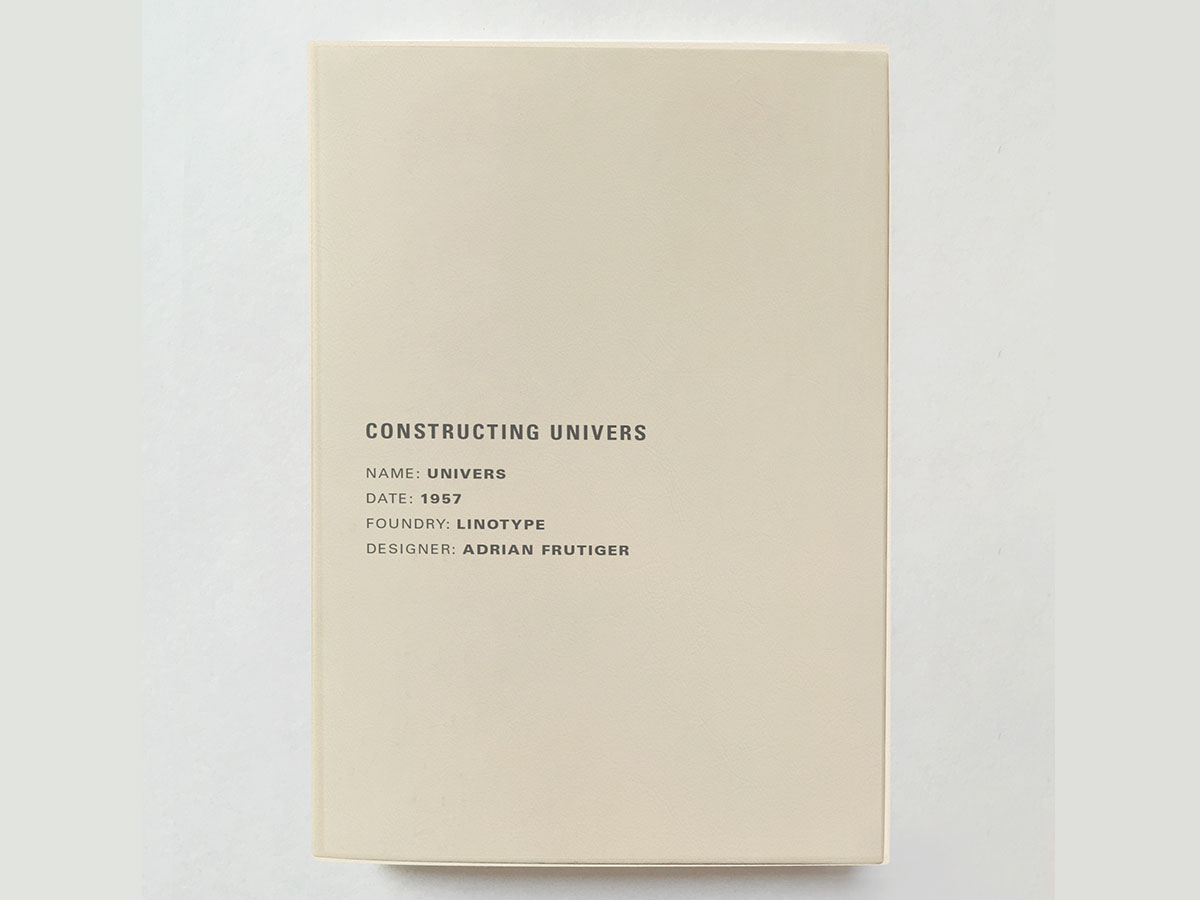 CONSTRUCTING UNIVERS
NAME: UNIVERS
DATE: 1957
FOUNDRY: LINOTYPE
DESIGNER: ADRIAN FRUTIGER